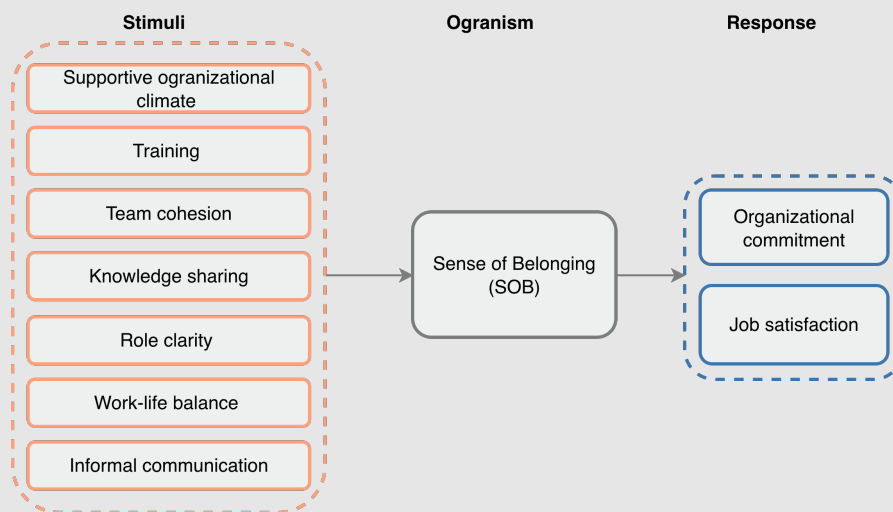 Stimuli
Ogranism
Response
Supportive ogranizational
climate
Training
Team cohesion
Knowledge sharing
Role clarity
Work-life balance
Informal communication
Sense of Belonging
(SOB)
Organizational
commitment
Job satisfaction